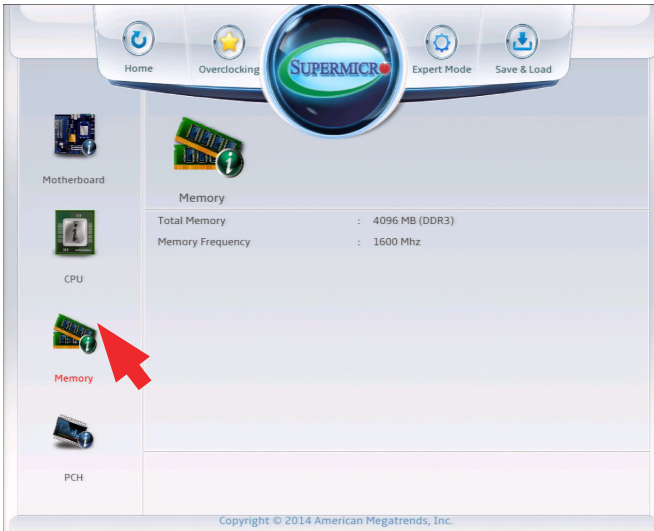 Home
Overclocking
SUPERMICRO
Expert Mode
Save & Load
Motherboard
CPU
Memory
PCH
Memory
Total Memory : 4096 MB (DDR3)
Memory Frequency : 1600 Mhz
Copyright © 2014 American Megatrends, Inc.